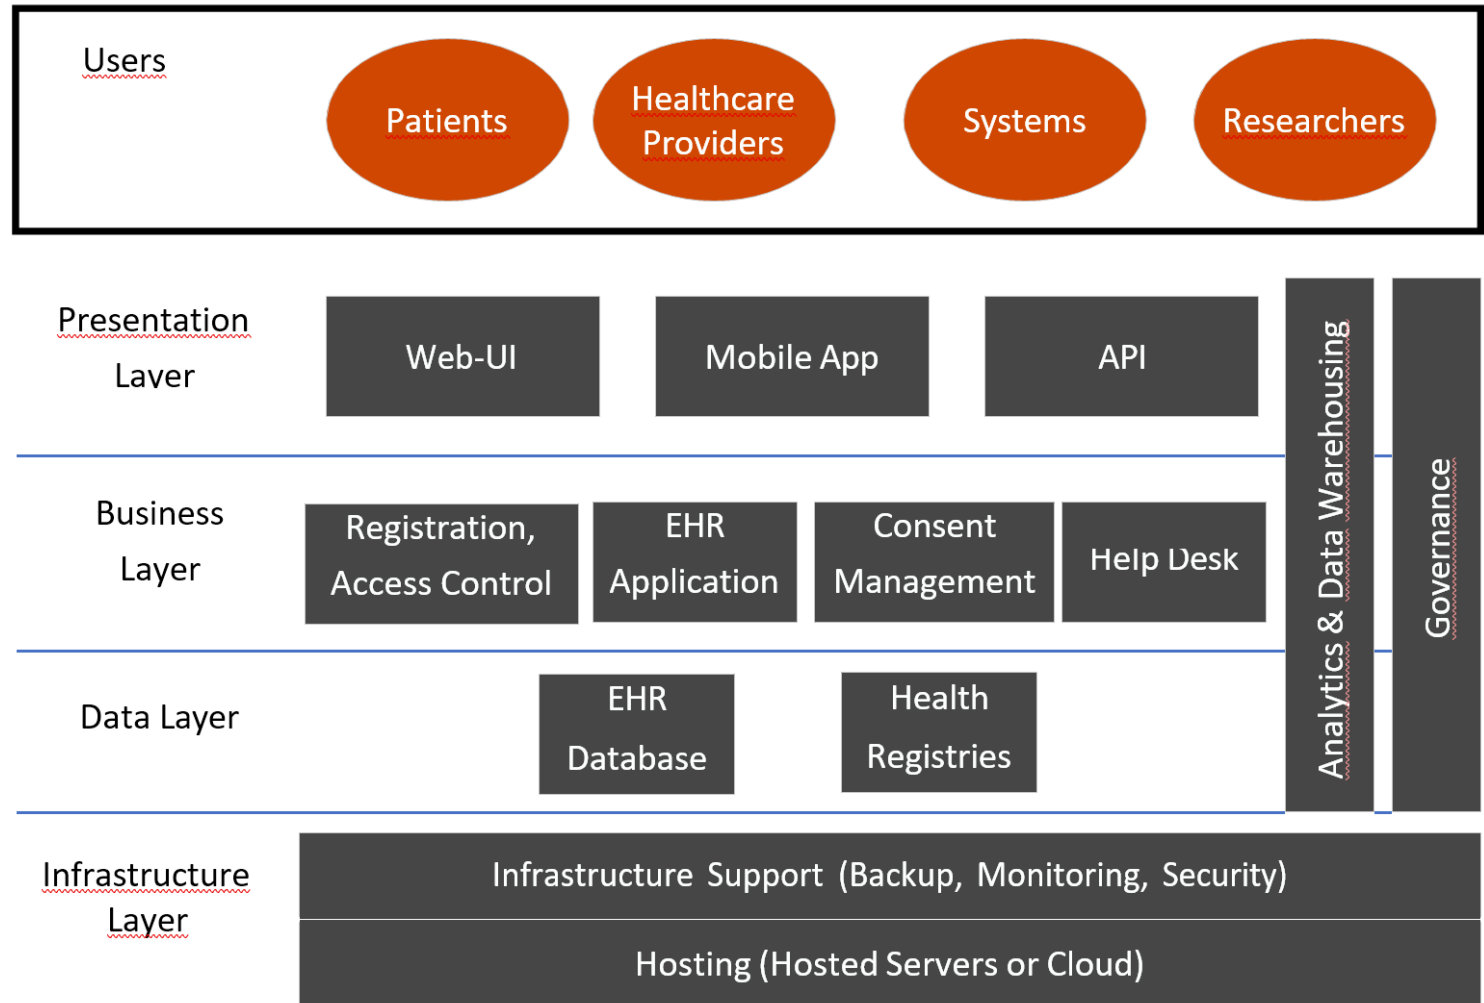 Users
Patients
Healthcare
Providers
Systems
Researchers
Presentation
Laver
Web-UI
Mobile App
API
Business
Layer
Registration,
Access Control
EHR
Application
Consent
Management
Help Desk
Data Layer
EHR
Database
Health
Registries
Analytics & Data Warehousing
Governance
Infrastructure
Layer
Infrastructure Support (Backup, Monitoring, Security)
Hosting (Hosted Servers or Cloud)